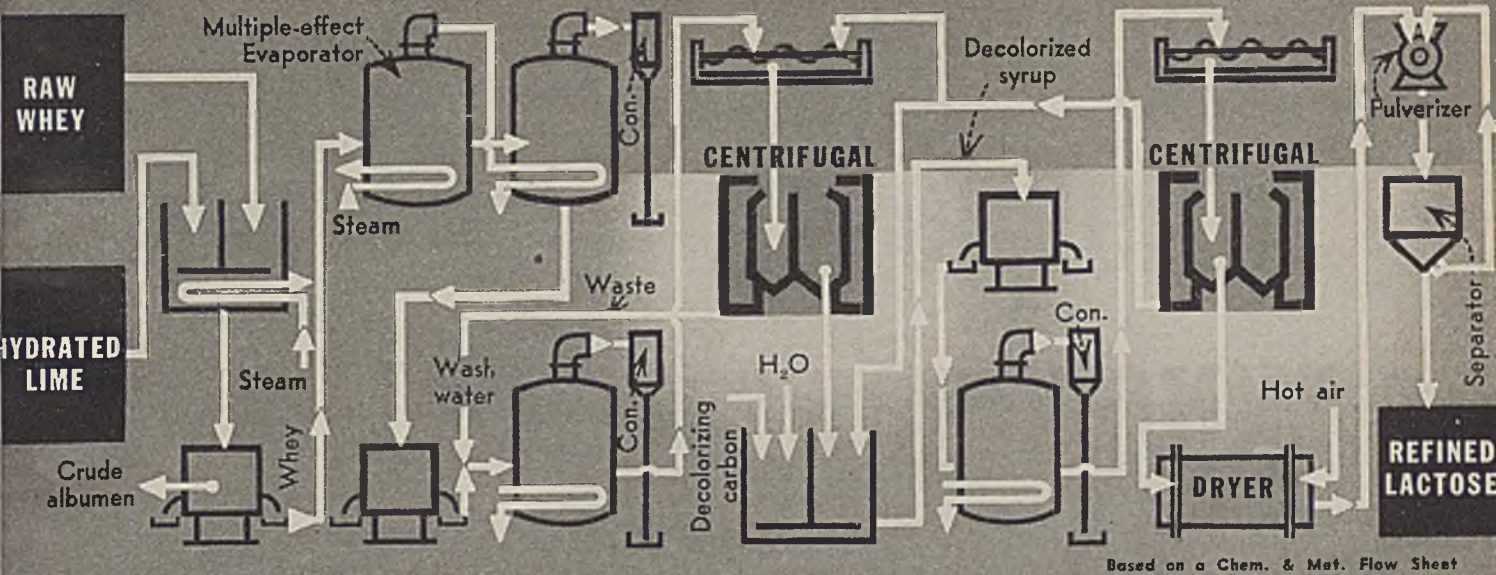 RAW
WHEY
Multiple-effect
Evaporator
Con.
Decolorized
syrup
Pulverizer
CENTRIFUGAL
CENTRIFUGAL
Steam
Waste
Con.
Separator
HYDRATED
LIME
Steam
Wash
water
Con.
H₂O
Hot air
Whey
Crude
albumen
Decolorizing
carbon
DRYER
REFINED
LACTOSE
Based on a Chem. & Met. Flow Sheet